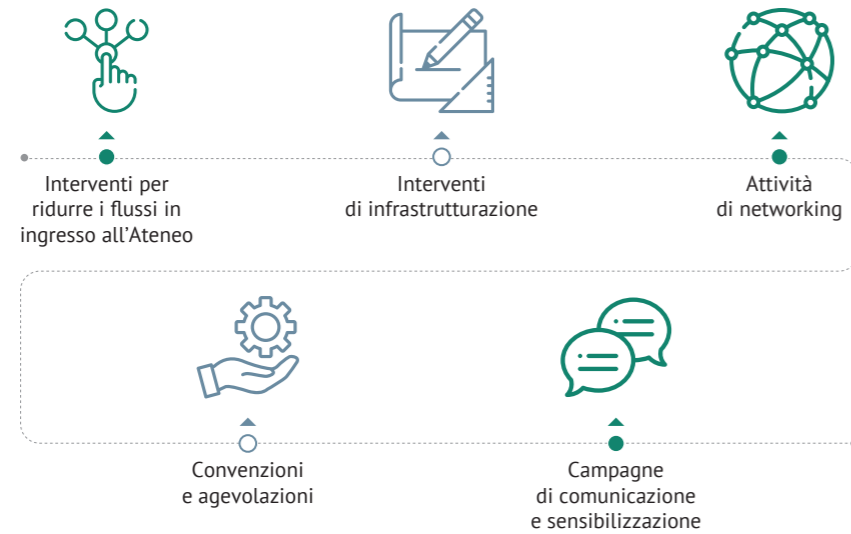 Interventi per
ridurre i flussi in
ingresso all'Ateneo
Interventi
di infrastrutturazione
Attività
di networking
Convenzioni
e agevolazioni
Campagne
di comunicazione
e sensibilizzazione